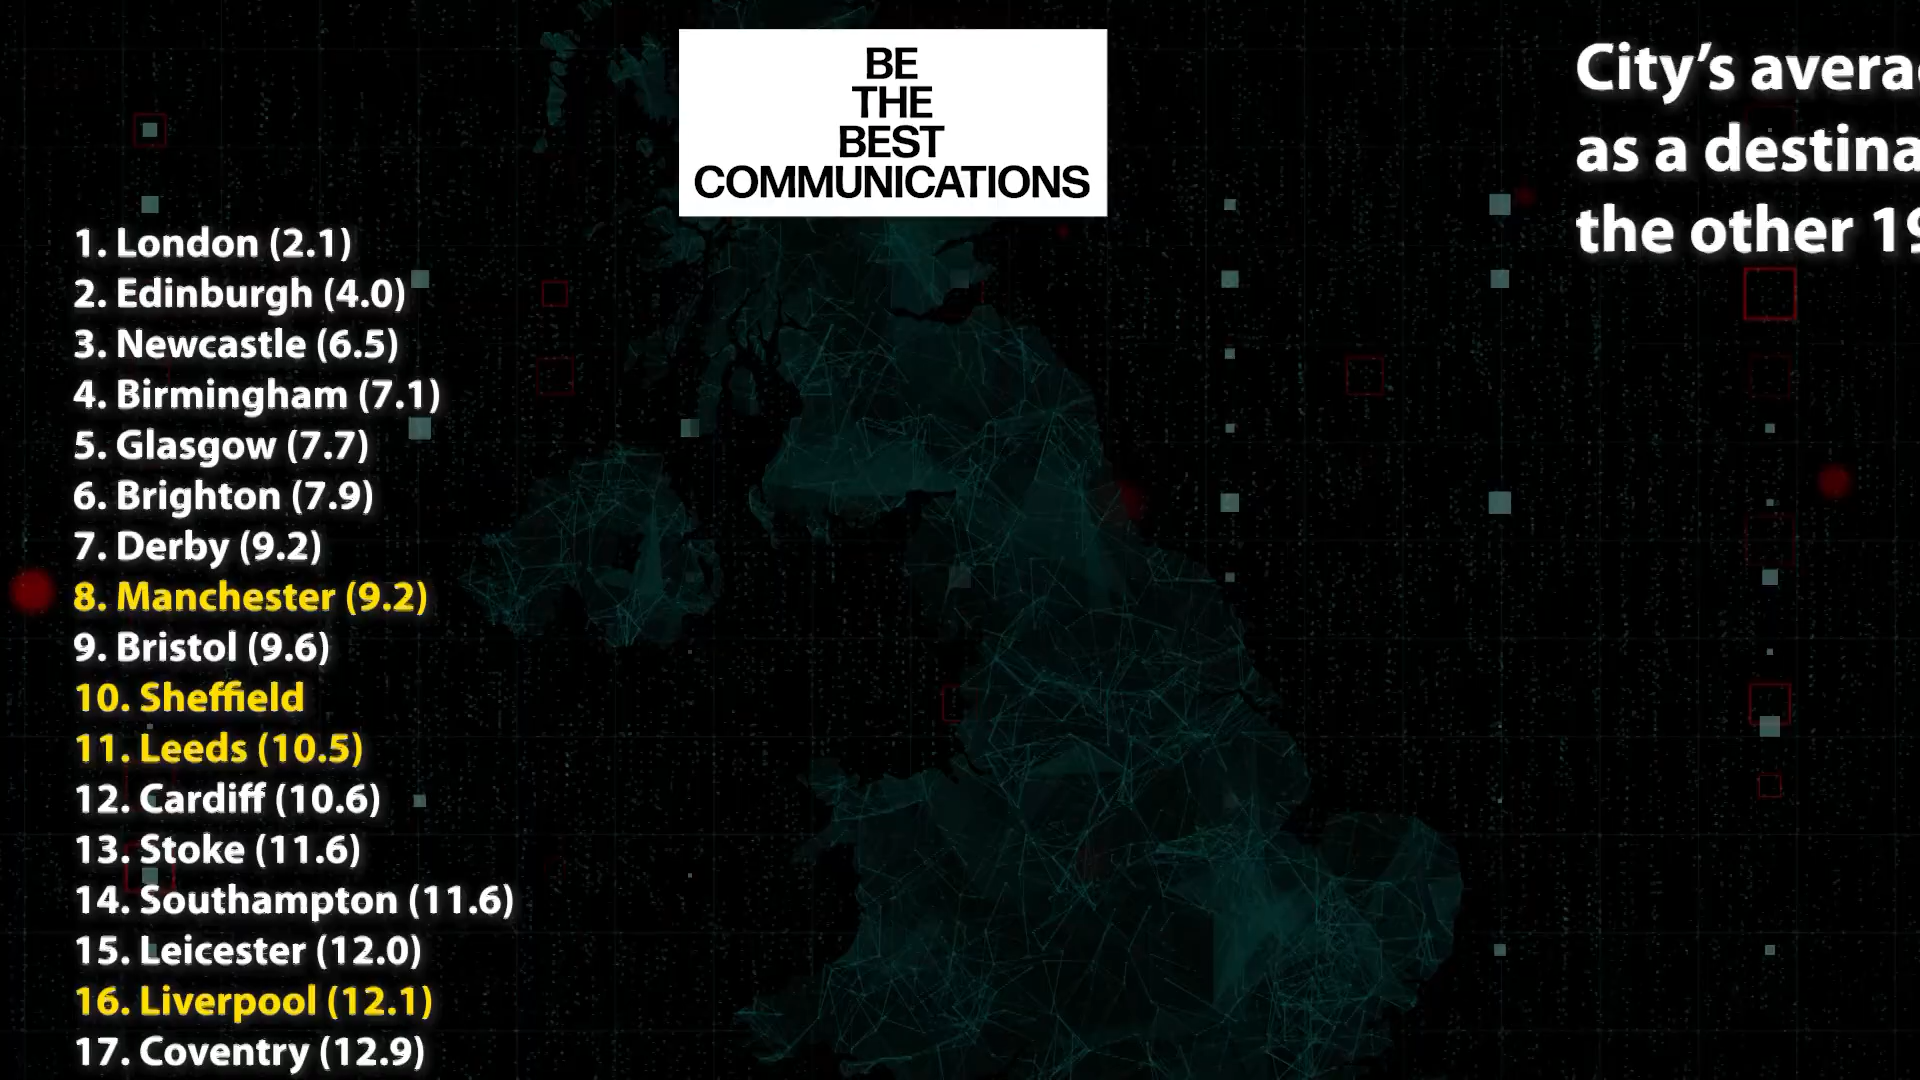 BE
THE
BEST
COMMUNICATIONS
City's
as a
the other
1. London (2.1)
2. Edinburgh (4.0)
3. Newcastle (6.5)
4. Birmingham (7.1)
5. Glasgow (7.7)
6. Brighton (7.9)
7. Derby (9.2)
8. Manchester (9.2)
9. Bristol (9.6)
10. Sheffield
11. Leeds (10.5)
12. Cardiff (10.6)
13. Stoke (11.6)
14. Southampton (11.6)
15. Leicester (12.0)
16. Liverpool (12.1)
17. Coventry (12.9)